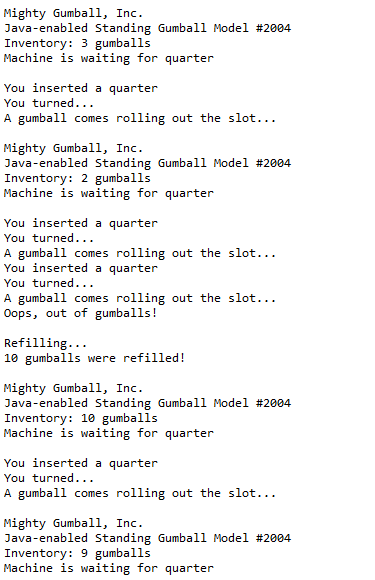 Mighty Gumball, Inc.
Java-enabled Standing Gumball Model #2004
Inventory: 3 gumballs
Machine is waiting for quarter
You inserted a quarter
You turned...
A gumball comes rolling out the slot...
Mighty Gumball, Inc.
Java-enabled Standing Gumball Model #2004
Inventory: 2 gumballs
Machine is waiting for quarter
You inserted a quarter
You turned...
A gumball comes rolling out the slot...
You inserted a quarter
You turned...
A gumball comes rolling out the slot...
Oops, out of gumballs!
Refilling...
10 gumballs were refilled!
Mighty Gumball, Inc.
Java-enabled Standing Gumball Model #2004
Inventory: 10 gumballs
Machine is waiting for quarter
You inserted a quarter
You turned...
A gumball comes rolling out the slot...
Mighty Gumball, Inc.
Java-enabled Standing Gumball Model #2004
Inventory: 9 gumballs
Machine is waiting for quarter